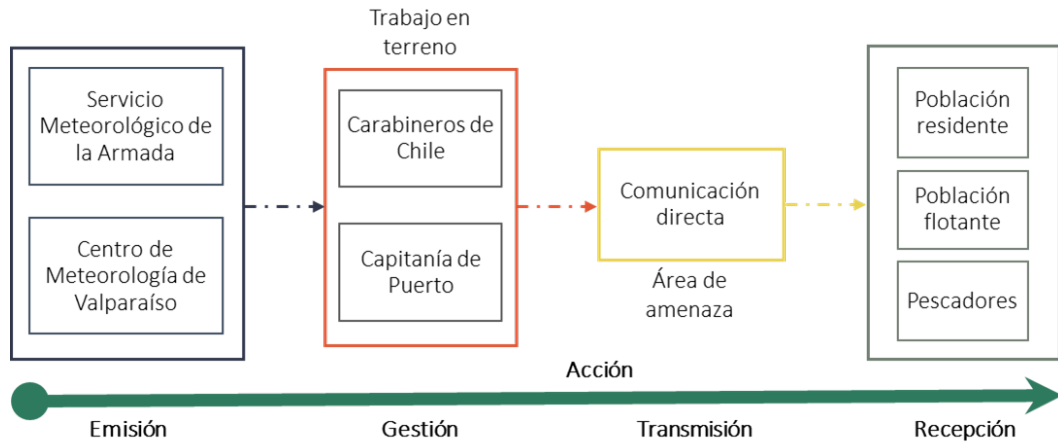 Trabajo en
terreno
Servicio
Meteorológico de
la Armada
Centro de
Meteorología de
Valparaíso
Carabineros de
Chile
Capitanía de
Puerto
Comunicación
directa
Área de
amenaza
Población
residente
Población
flotante
Pescadores
Acción
Emisión
Gestión
Transmisión
Recepción